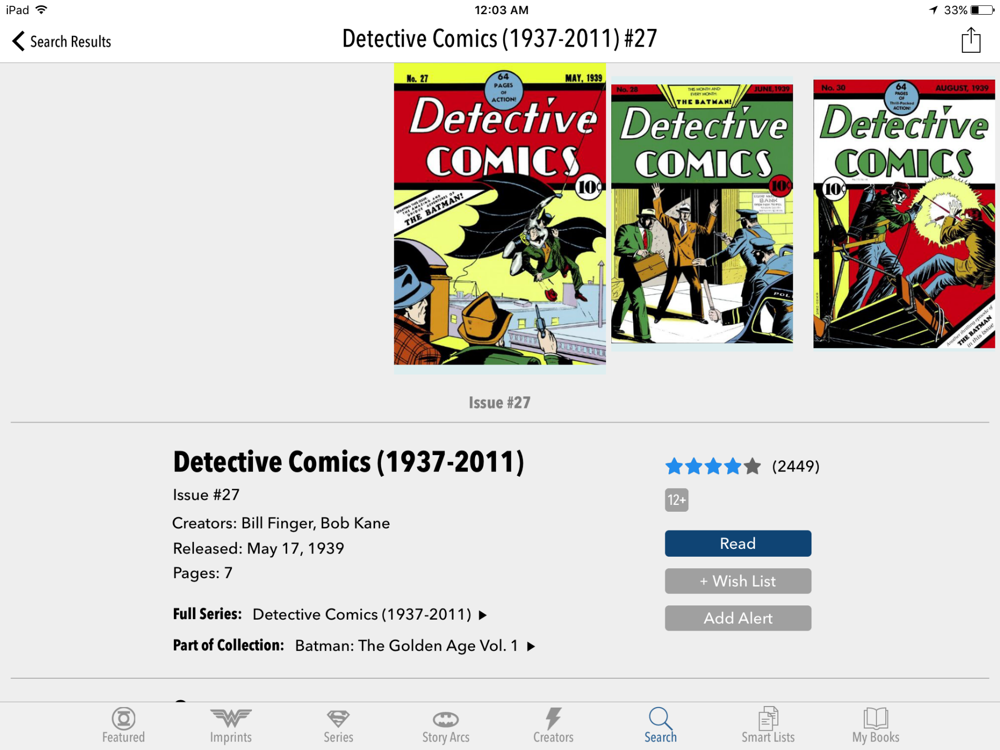 iPad
12:03 AM
33%
Search Results
Detective Comics (1937-2011) #27
No. 27
64
PAGES
OF
ACTION!
MAY, 1939
Detective
COMICS
10¢
STARTING THIS ISSUE:
THE AMAZING AND
UNIQUE ADVENTURES OF
THE BATMAN!
No. 28
THIS MONTH AND
EVERY MONTH:
THE BATMAN!
JUNE, 1939
Detective
COMICS
10¢
BANK
POL
No. 30
64
PAGES
OF
Thrill-Packed
ACTION!
AUGUST, 1939
Detective
COMICS
10¢
Another thrilling episode of
THE BATMAN
in this issue
Issue #27
Detective Comics (1937-2011)
Issue #27
Creators: Bill Finger, Bob Kane
Released: May 17, 1939
Pages: 7
Full Series: Detective Comics (1937-2011)
Part of Collection: Batman: The Golden Age Vol. 1
(2449)
12+
Read
+ Wish List
Add Alert
Featured
Imprints
Series
Story Arcs
Creators
Search
Smart Lists
My Books